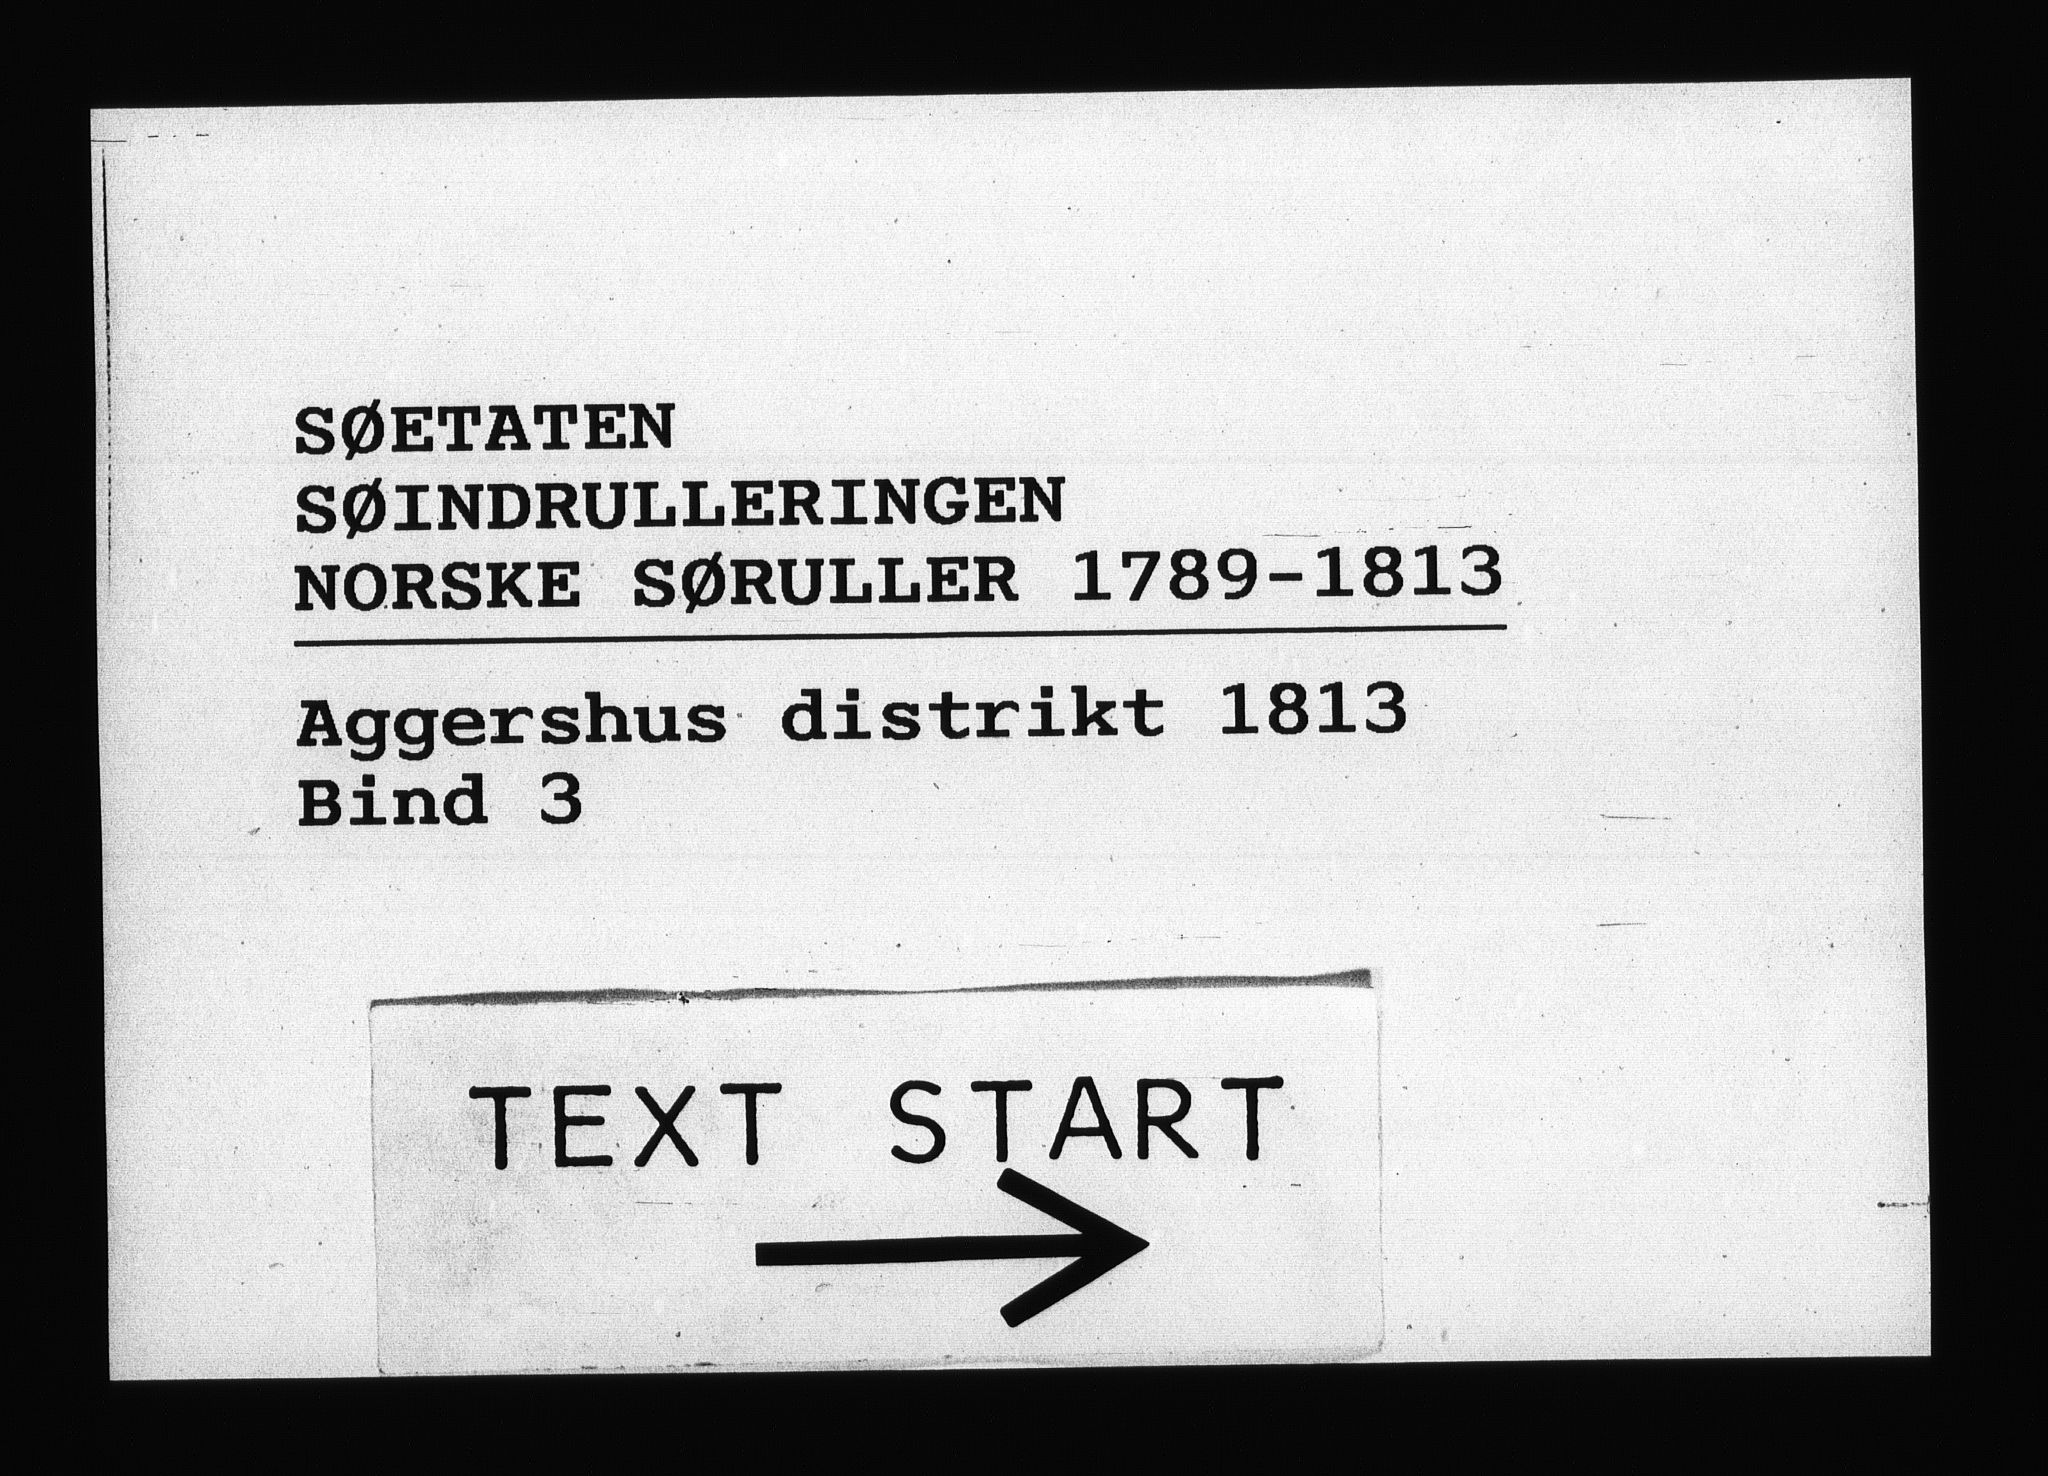 SØETATEN
SØINDRULLERINGEN
NORSKE SØRULLER 1789-1813
Aggershus distrikt 1813
Bind 3
TEXT START